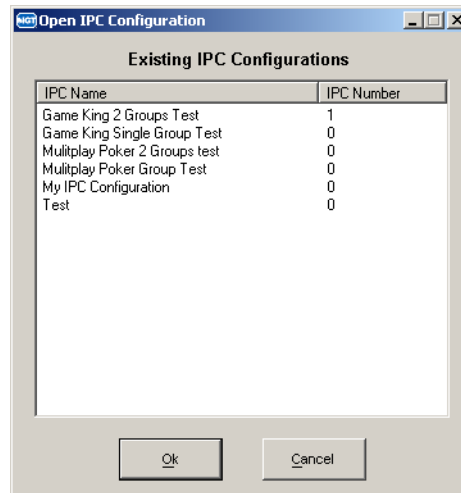 IGT Open IPC Configuration
Existing IPC Configurations
IPC Name IPC Number
Game King 2 Groups Test 1
Game King Single Group Test 0
Mulitplay Poker 2 Groups test 0
Mulitplay Poker Group Test 0
My IPC Configuration 0
Test 0
Ok Cancel